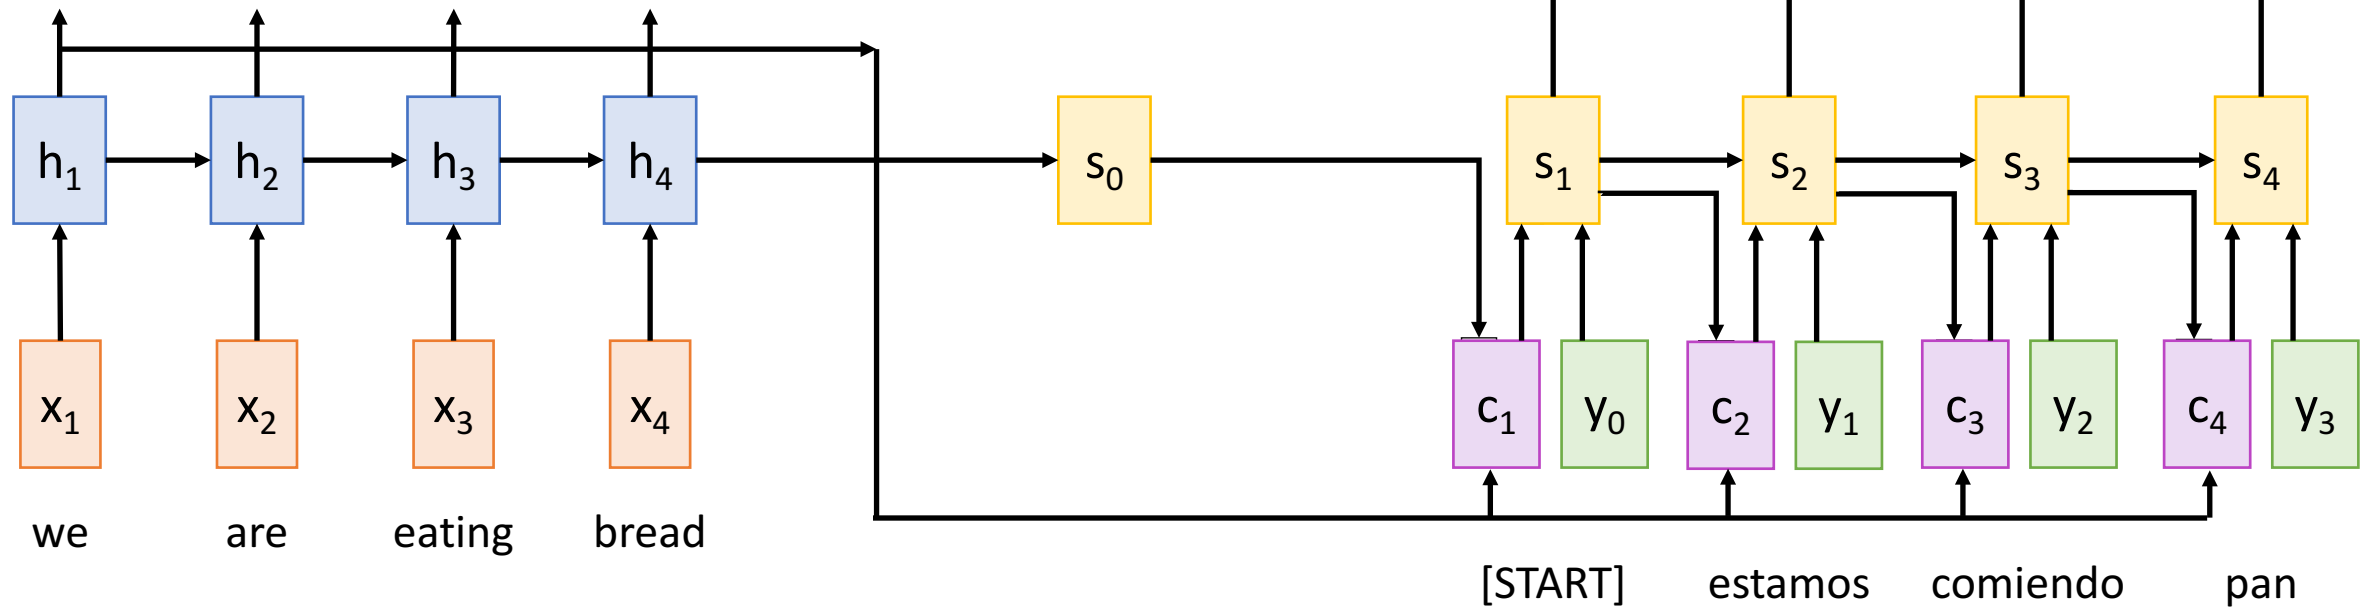 h₁ h₂ h₃ h₄ s₀ s₁ s₂ s₃ s₄
x₁ x₂ x₃ x₄ c₁ y₀ c₂ y₁ c₃ y₂ c₄ y₃
we are eating bread
[START] estamos comiendo pan